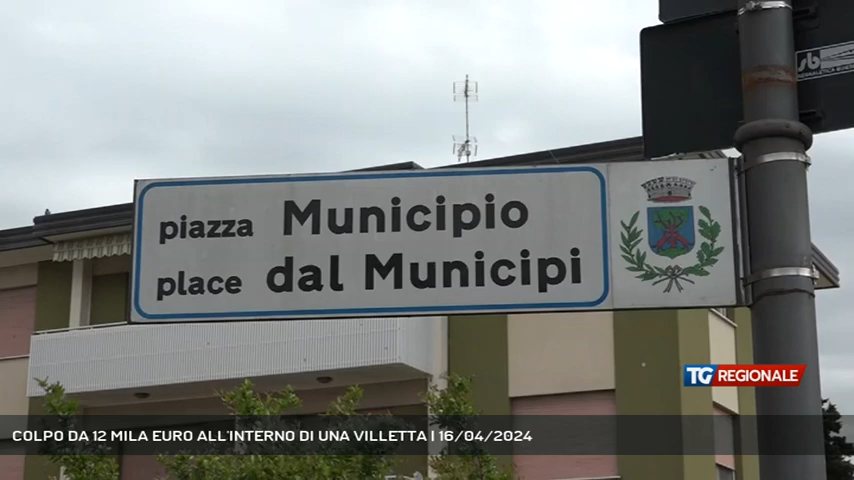 sb
piazza Municipio
place dal Municipi
TG REGIONALE
COLPO DA 12 MILA EURO ALL'INTERNO DI UNA VILLETTA | 16/04/2024